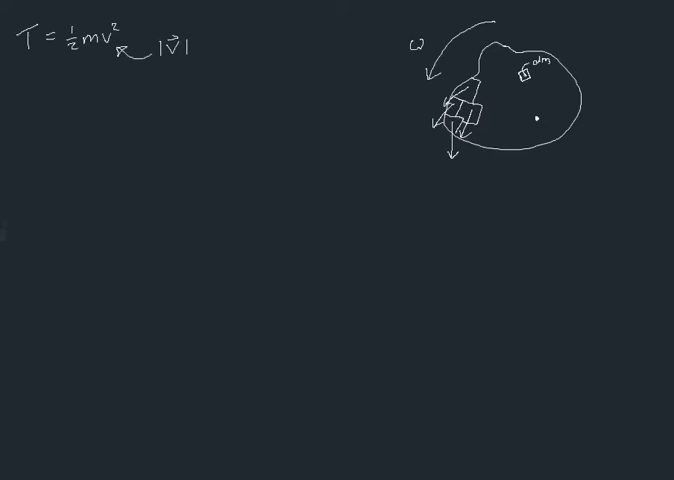 T = ½mv² |v⃗|
ω
dm